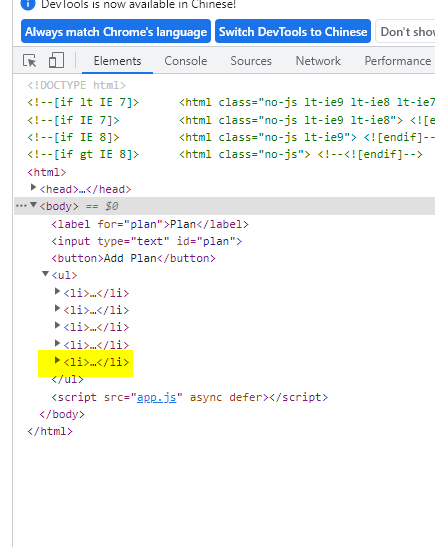 DevTools is now available in Chinese!
Always match Chrome's language Switch DevTools to Chinese Don't show
Elements Console Sources Network Performance
<!DOCTYPE html>
<!--[if lt IE 7]> <html class="no-js lt-ie9 lt-ie8 lt-ie7
<!--[if IE 7]> <html class="no-js lt-ie9 lt-ie8"> <![e
<!--[if IE 8]> <html class="no-js lt-ie9"> <![endif]-->
<!--[if gt IE 8]> <html class="no-js"> <!--<![endif]-->
<html>
<head>…</head>
<body> == $0
<label for="plan">Plan</label>
<input type="text" id="plan">
<button>Add Plan</button>
<ul>
<li>…</li>
<li>…</li>
<li>…</li>
<li>…</li>
<li>…</li>
</ul>
<script src="app.js" async defer></script>
</body>
</html>